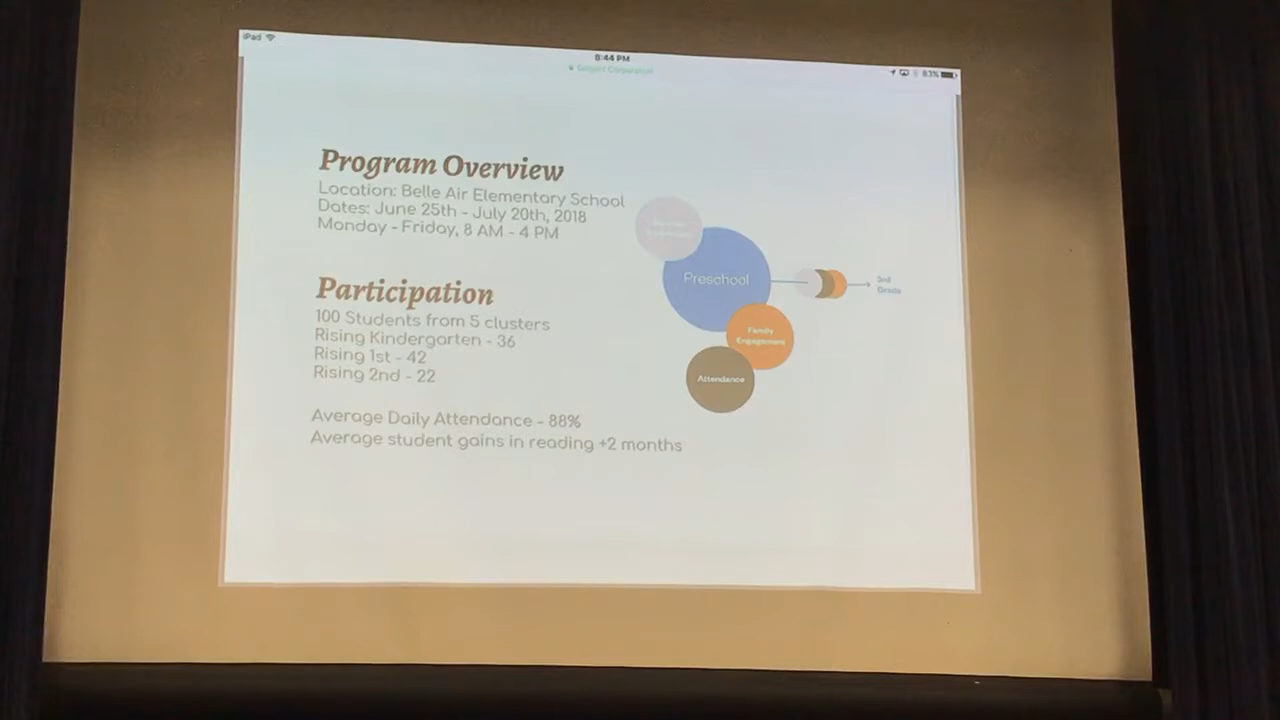 iPad
8:44 PM
83%
Program Overview
Location: Belle Air Elementary School
Dates: June 25th - July 20th, 2018
Monday - Friday, 8 AM - 4 PM
Participation
100 Students from 5 clusters
Rising Kindergarten - 36
Rising 1st - 42
Rising 2nd - 22
Average Daily Attendance - 88%
Average student gains in reading +2 months
Preschool
3rd
Grade
Family
Engagement
Attendance